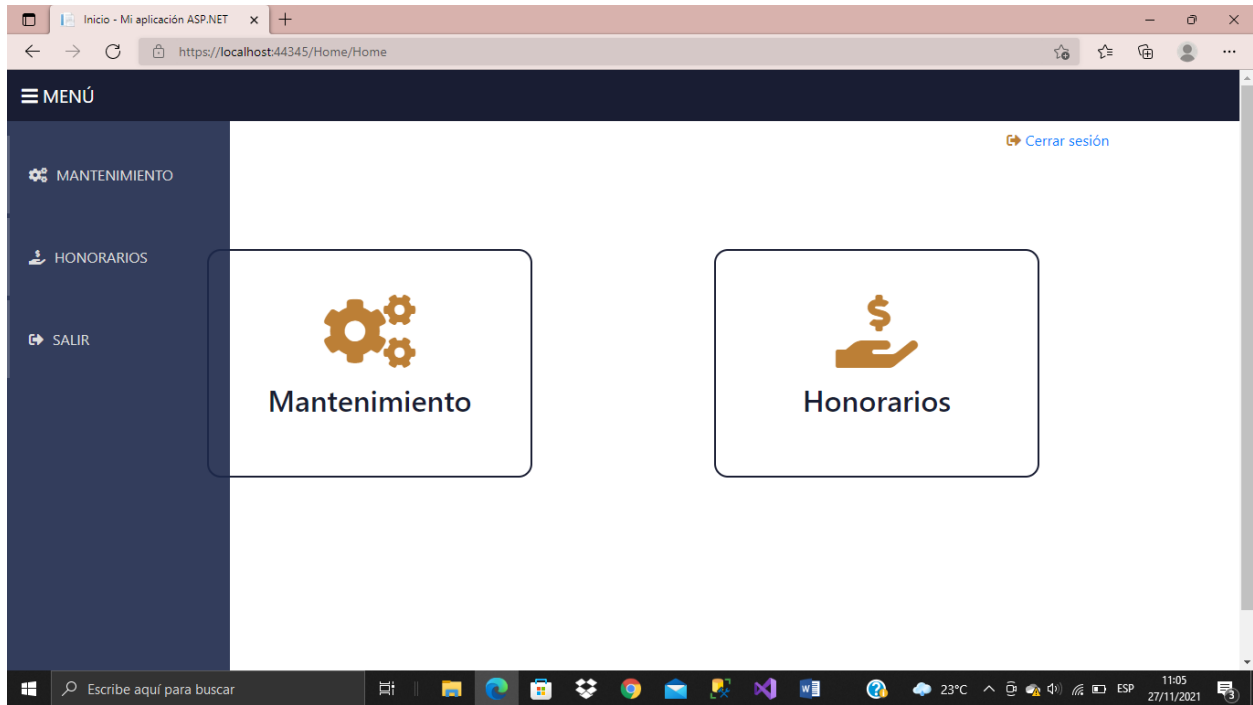 Inicio - Mi aplicación ASP.NET
https://localhost:44345/Home/Home
MENÚ
Cerrar sesión
MANTENIMIENTO
HONORARIOS
SALIR
Mantenimiento
$
Honorarios
Escribe aquí para buscar
23°C
ESP
11:05
27/11/2021
3